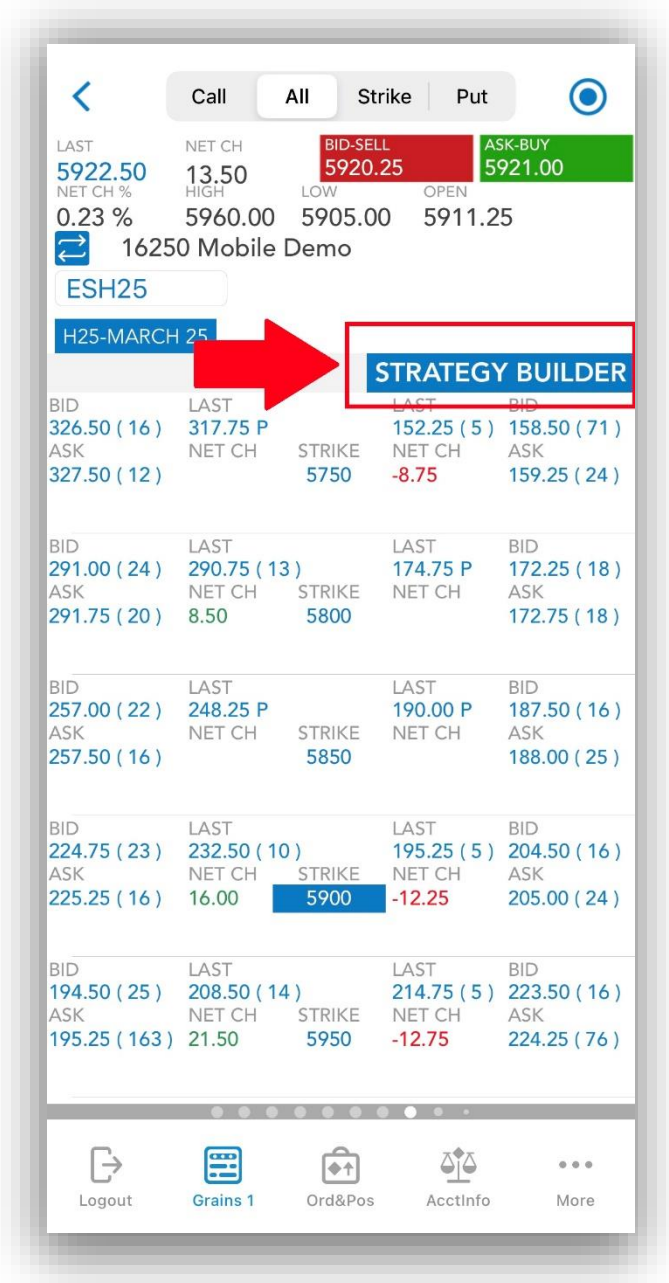 Call All Strike Put
LAST NET CH BID-SELL ASK-BUY
5922.50 13.50 5920.25 5921.00
NET CH % HIGH LOW OPEN
0.23 % 5960.00 5905.00 5911.25
16250 Mobile Demo
ESH25
H25-MARCH 25
STRATEGY BUILDER
BID LAST LAST BID
326.50 ( 16 ) 317.75 P 152.25 ( 5 ) 158.50 ( 71 )
ASK NET CH STRIKE NET CH ASK
327.50 ( 12 ) 5750 -8.75 159.25 ( 24 )
BID LAST LAST BID
291.00 ( 24 ) 290.75 ( 13 ) 174.75 P 172.25 ( 18 )
ASK NET CH STRIKE NET CH ASK
291.75 ( 20 ) 8.50 5800 172.75 ( 18 )
BID LAST LAST BID
257.00 ( 22 ) 248.25 P 190.00 P 187.50 ( 16 )
ASK NET CH STRIKE NET CH ASK
257.50 ( 16 ) 5850 188.00 ( 25 )
BID LAST LAST BID
224.75 ( 23 ) 232.50 ( 10 ) 195.25 ( 5 ) 204.50 ( 16 )
ASK NET CH STRIKE NET CH ASK
225.25 ( 16 ) 16.00 5900 -12.25 205.00 ( 24 )
BID LAST LAST BID
194.50 ( 25 ) 208.50 ( 14 ) 214.75 ( 5 ) 223.50 ( 16 )
ASK NET CH STRIKE NET CH ASK
195.25 ( 163 ) 21.50 5950 -12.75 224.25 ( 76 )
Logout Grains 1 Ord&Pos AcctInfo More